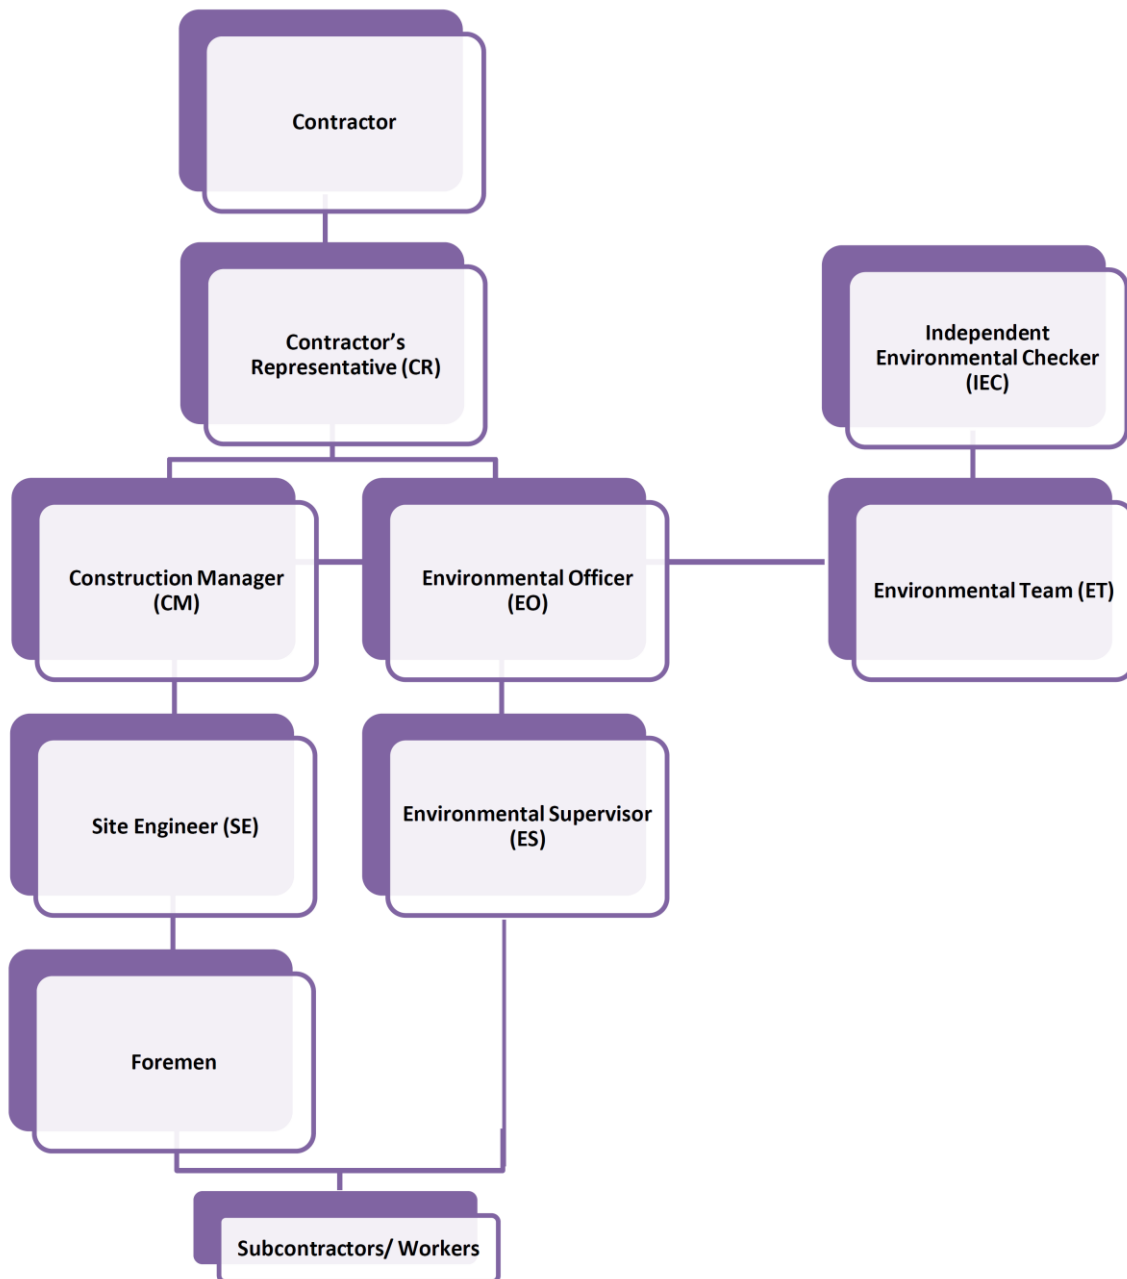 Contractor
Contractor’s
Representative (CR)
Independent
Environmental Checker
(IEC)
Construction Manager
(CM)
Environmental Officer
(EO)
Environmental Team (ET)
Site Engineer (SE)
Environmental Supervisor
(ES)
Foremen
Subcontractors/ Workers